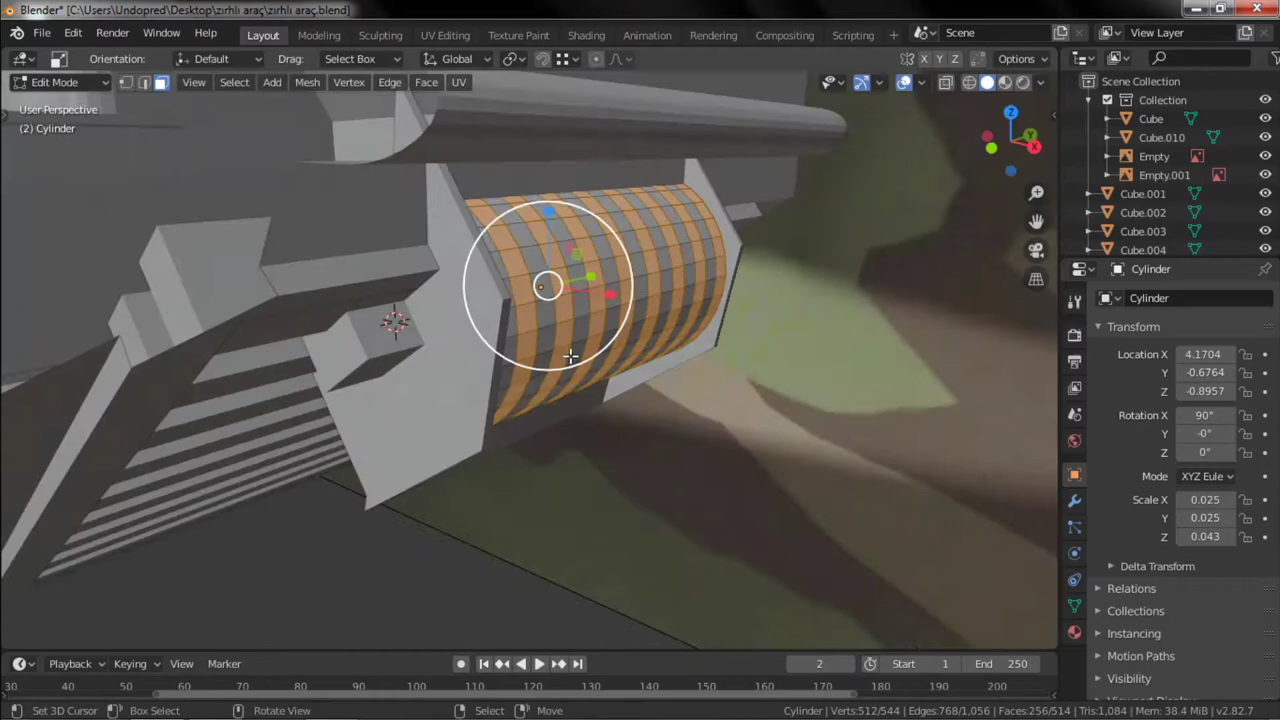 Blender* [C:\Users\Undopred\Desktop\zırhlı araç\zırhlı araç.blend]
File Edit Render Window Help Layout Modeling Sculpting UV Editing Texture Paint Shading Animation Rendering Compositing Scripting + Scene View Layer
Orientation: Default Drag: Select Box Global X Y Z Options
Edit Mode View Select Add Mesh Vertex Edge Face UV
User Perspective
(2) Cylinder
Z
Y
X
Scene Collection
Collection
Cube
Cube.010
Empty
Empty.001
Cube.001
Cube.002
Cube.003
Cube.004
Cylinder
Cylinder
Transform
Location X 4.1704
Y -0.6764
Z -0.8957
Rotation X 90°
Y -0°
Z 0°
Mode XYZ Eule
Scale X 0.025
Y 0.025
Z 0.043
Delta Transform
Relations
Collections
Instancing
Motion Paths
Visibility
Playback Keying View Marker 2 Start 1 End 250
30 40 50 60 70 80 90 100 110 120 130 140 150 160 170 180 190 200
Set 3D Cursor Box Select Rotate View Select Move Cylinder | Verts:512/544 | Edges:768/1,056 | Faces:256/514 | Tris:1,084 | Mem: 38.4 MiB | v2.82.7